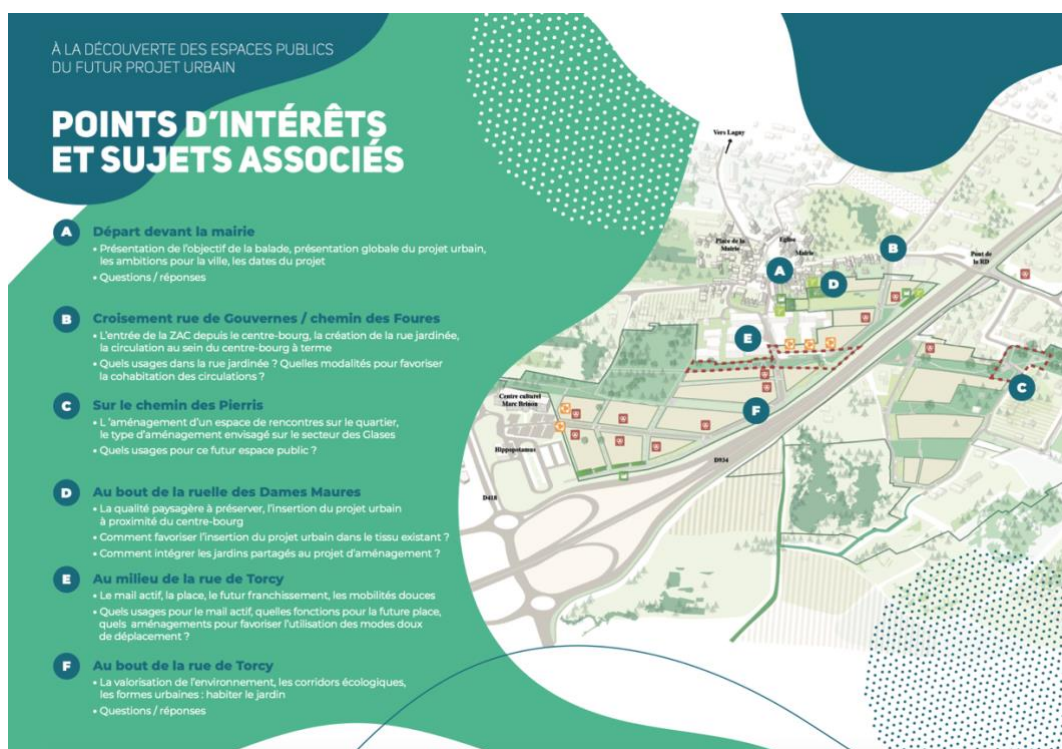 À LA DÉCOUVERTE DES ESPACES PUBLICS
DU FUTUR PROJET URBAIN
POINTS D'INTÉRÊTS
ET SUJETS ASSOCIÉS
A
Départ devant la mairie
• Présentation de l'objectif de la balade, présentation globale du projet urbain,
les ambitions pour la ville, les dates du projet
• Questions / réponses
B
Croisement rue de Gouvernes / chemin des Foures
• L'entrée de la ZAC depuis le centre-bourg, la création de la rue jardinée,
la circulation au sein du centre-bourg à terme
• Quels usages dans la rue jardinée ? Quelles modalités pour favoriser
la cohabitation des circulations ?
C
Sur le chemin des Pierris
• L 'aménagement d'un espace de rencontres sur le quartier,
le type d'aménagement envisagé sur le secteur des Glases
• Quels usages pour ce futur espace public ?
D
Au bout de la ruelle des Dames Maures
• La qualité paysagère à préserver, l'insertion du projet urbain
à proximité du centre-bourg
• Comment favoriser l'insertion du projet urbain dans le tissu existant ?
• Comment intégrer les jardins partagés au projet d'aménagement ?
E
Au milieu de la rue de Torcy
• Le mail actif, la place, le futur franchissement, les mobilités douces
• Quels usages pour le mail actif, quelles fonctions pour la future place,
quels aménagements pour favoriser l'utilisation des modes doux
de déplacement ?
F
Au bout de la rue de Torcy
• La valorisation de l'environnement, les corridors écologiques,
les formes urbaines : habiter le jardin
• Questions / réponses
Vers Lagny
Place de la
Mairie
Eglise
Mairie
Pont de
la RD
A
B
D
E
C
F
Centre culturel
Marc Brinon
Hippopotamus
D934
D418